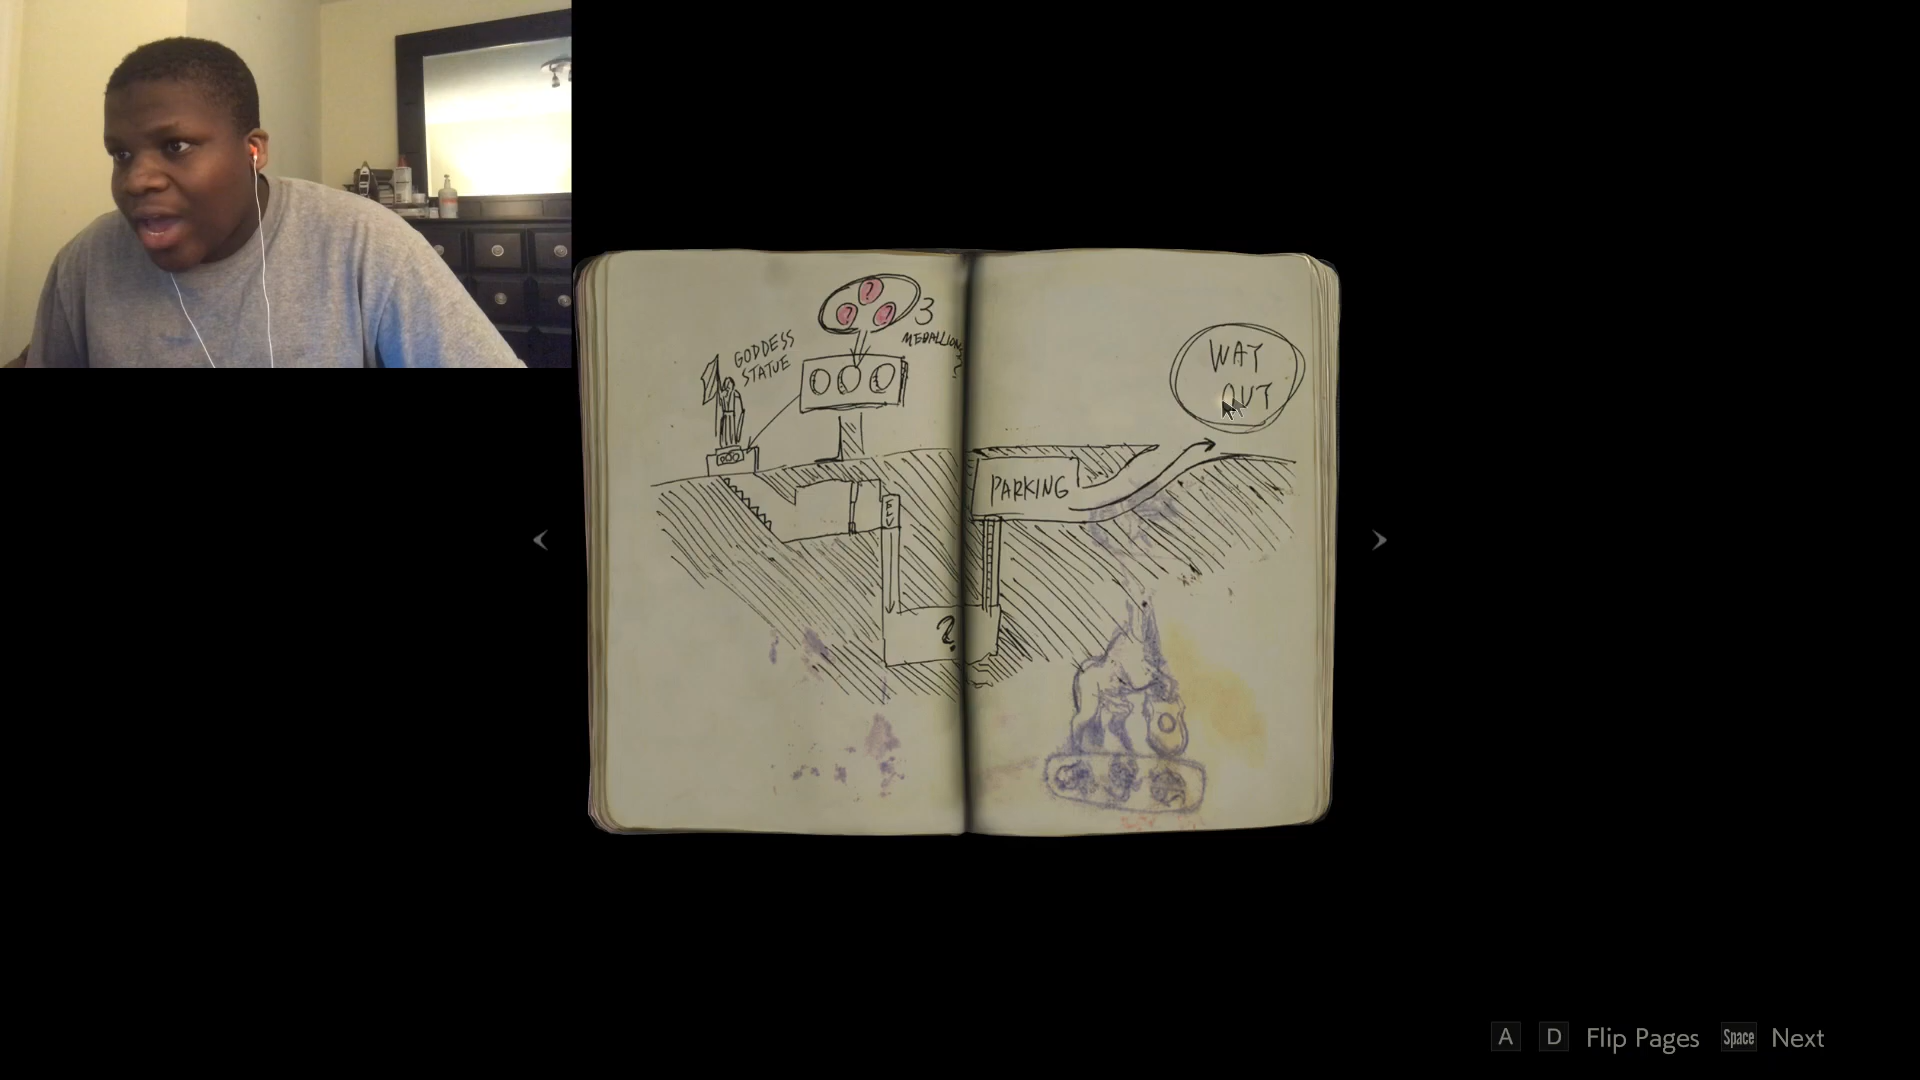 ?
? ?
3
MEDALLIONS
GODDESS
STATUE
WAY
OUT
PARKING
ELV
?
A D Flip Pages Space Next